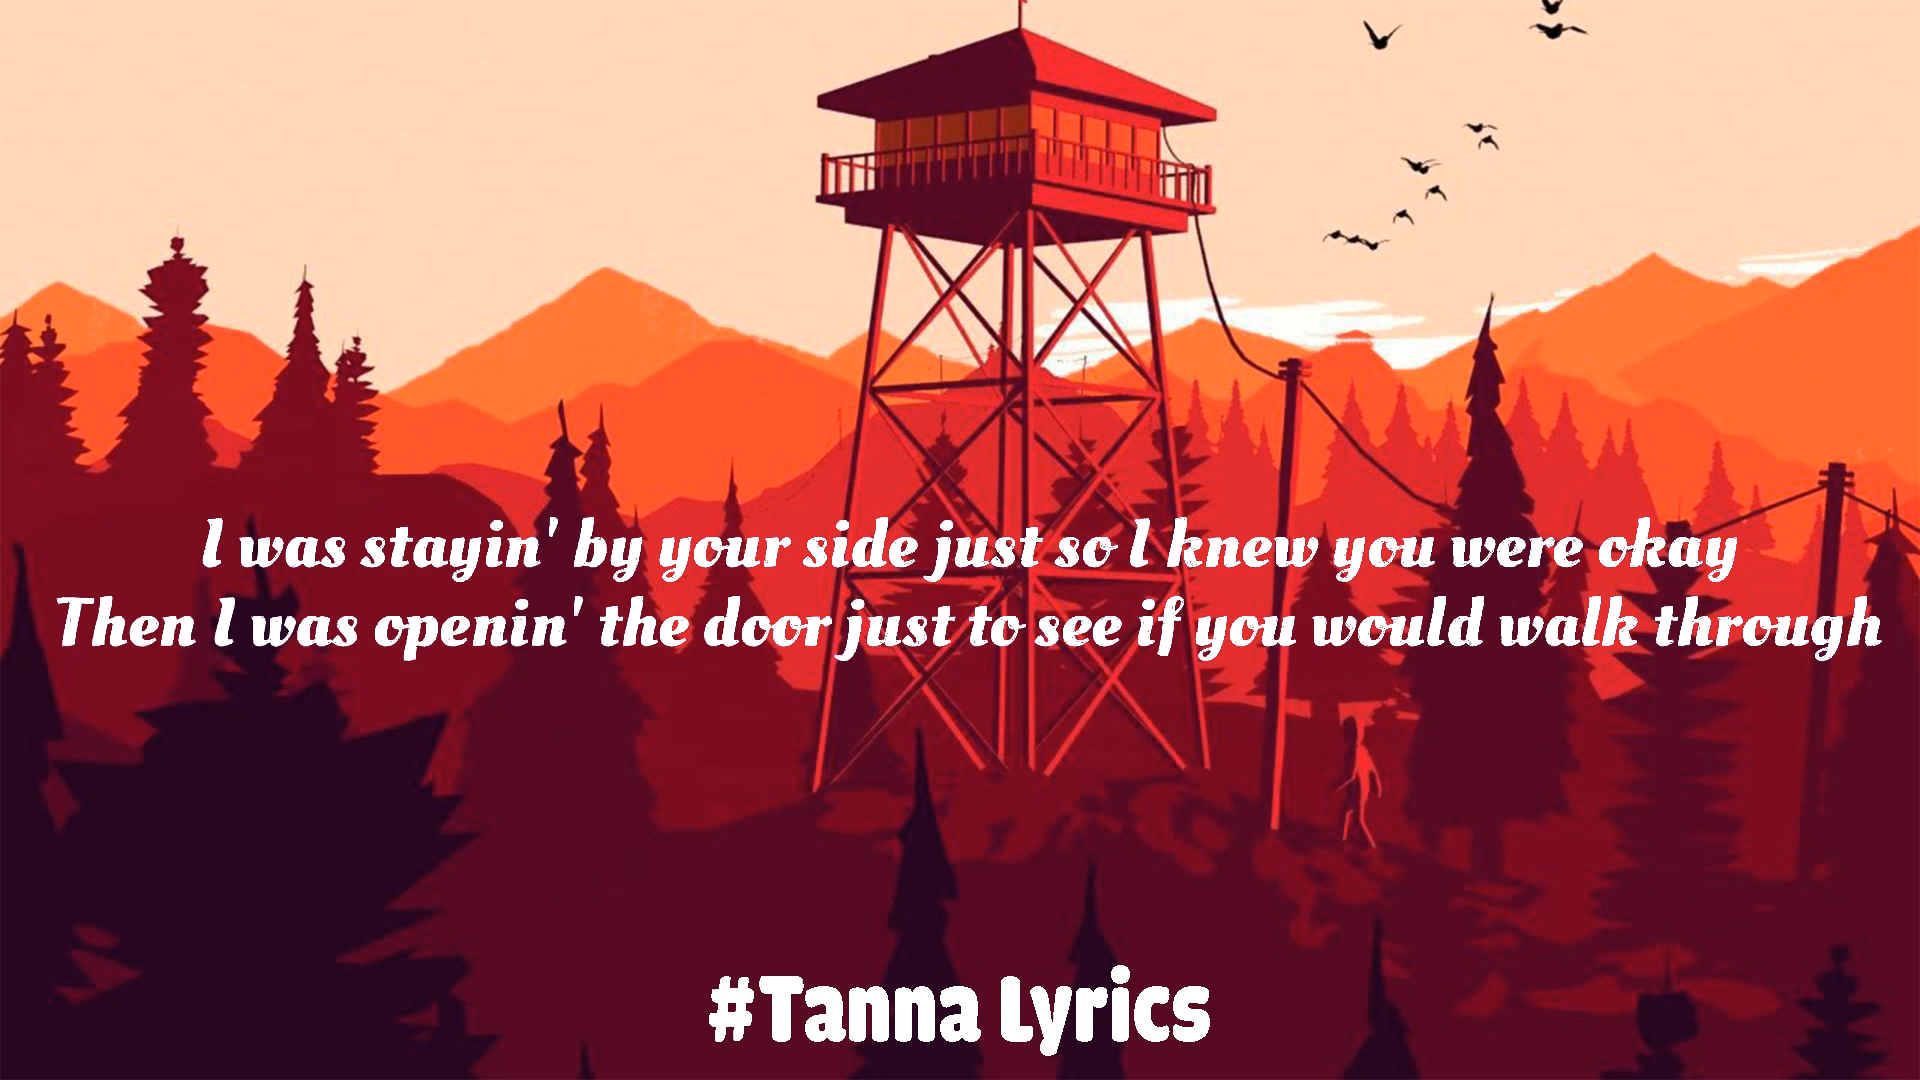 I was stayin' by your side just so I knew you were okay
Then I was openin' the door just to see if you would walk through
#Tanna Lyrics